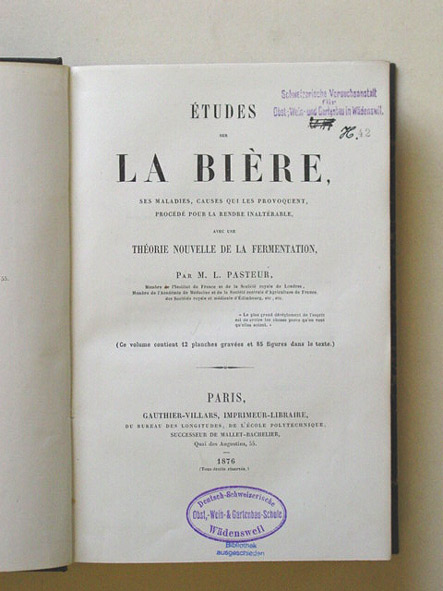 Schweizerische Versuchsanstalt
für
Obst-, Wein- und Gartenbau in Wädenswil.
H. 42
ÉTUDES
SUR
LA BIÈRE,
SES MALADIES, CAUSES QUI LES PROVOQUENT,
PROCÉDÉ POUR LA RENDRE INALTÉRABLE,
AVEC UNE
THÉORIE NOUVELLE DE LA FERMENTATION,
PAR M. L. PASTEUR,
Membre de l'Institut de France et de la Société royale de Londres,
Membre de l'Académie de Médecine et de la Société centrale d'Agriculture de France,
des Sociétés royale et médicale d'Edimbourg, etc., etc.
« Le plus grand dérèglement de l'esprit
est de croire les choses parce qu'on veut
qu'elles soient. »
(Ce volume contient 12 planches gravées et 85 figures dans le texte.)
55.
PARIS,
GAUTHIER-VILLARS, IMPRIMEUR-LIBRAIRE,
DU BUREAU DES LONGITUDES, DE L'ÉCOLE POLYTECHNIQUE,
SUCCESSEUR DE MALLET-BACHELIER,
Quai des Augustins, 55.
1876
(Tous droits réservés.)
Deutsch-Schweizerische
Obst-, Wein- & Gartenbau-Schule
Wädensweil
Bibliothek
ausgeschieden